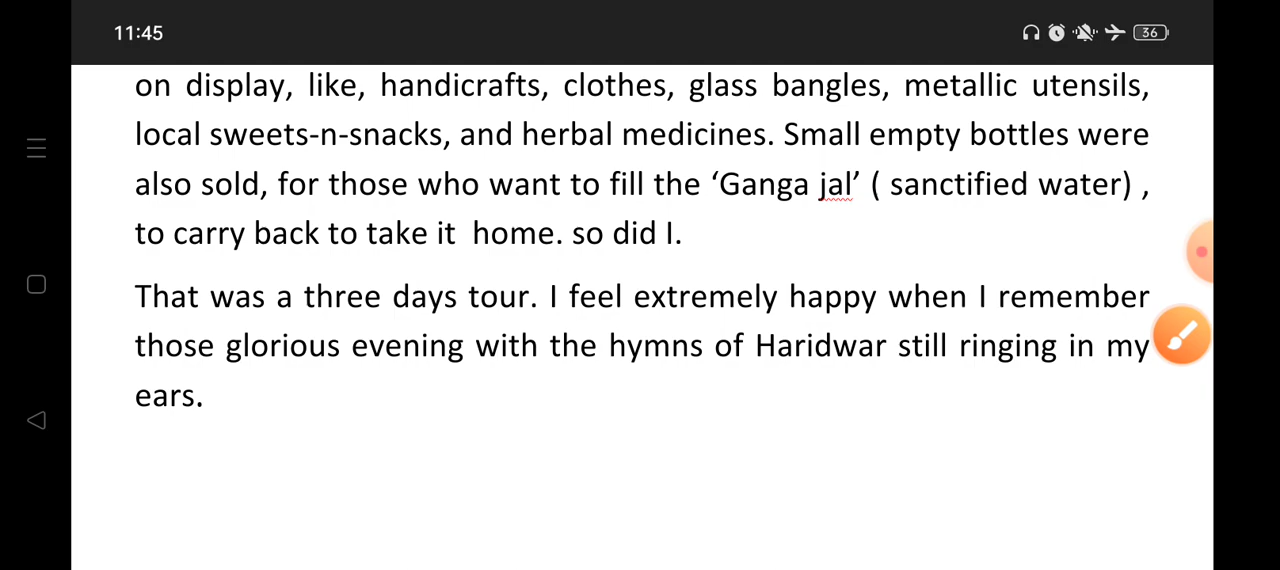 11:45
36
on display, like, handicrafts, clothes, glass bangles, metallic utensils,
local sweets-n-snacks, and herbal medicines. Small empty bottles were
also sold, for those who want to fill the ‘Ganga jal’ ( sanctified water) ,
to carry back to take it  home. so did I.
That was a three days tour. I feel extremely happy when I remember
those glorious evening with the hymns of Haridwar still ringing in my
ears.